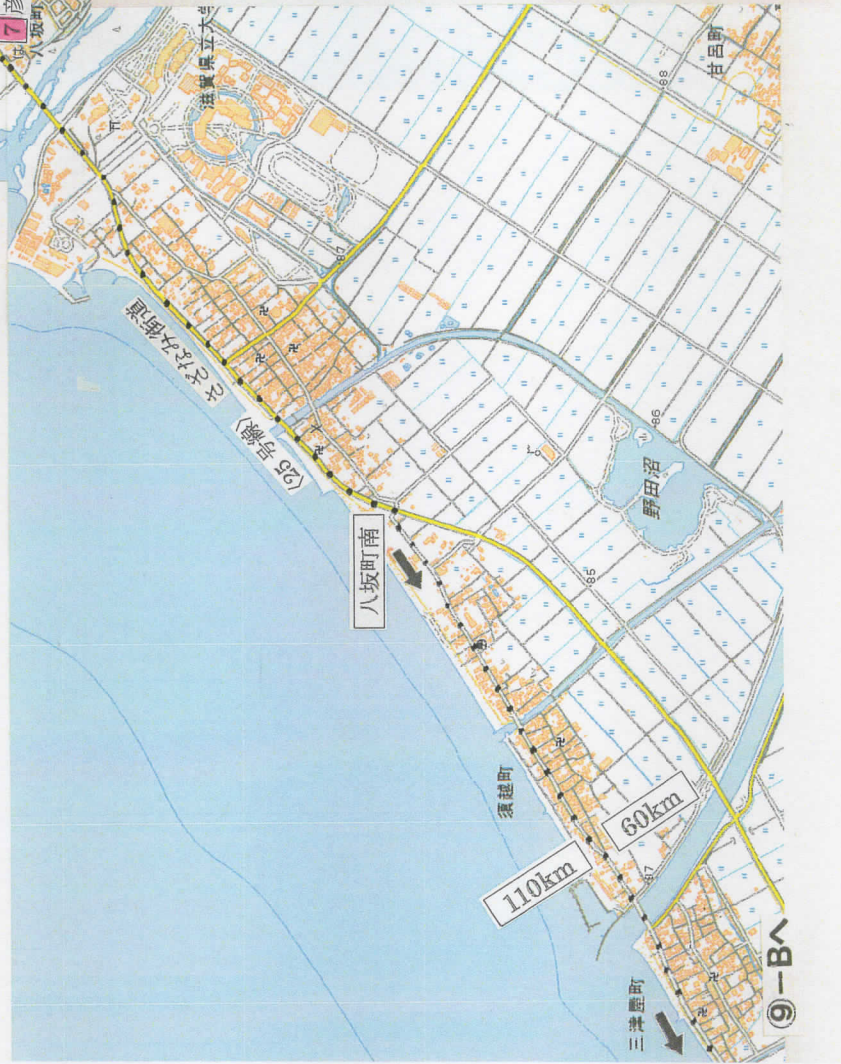 7
八坂町
滋賀県立大
甘呂町
88
87
さざなみ街道
(25号線)
八坂町南
86
野田沼
85
須越町
60km
110km
87
三津屋町
⑨-Bへ